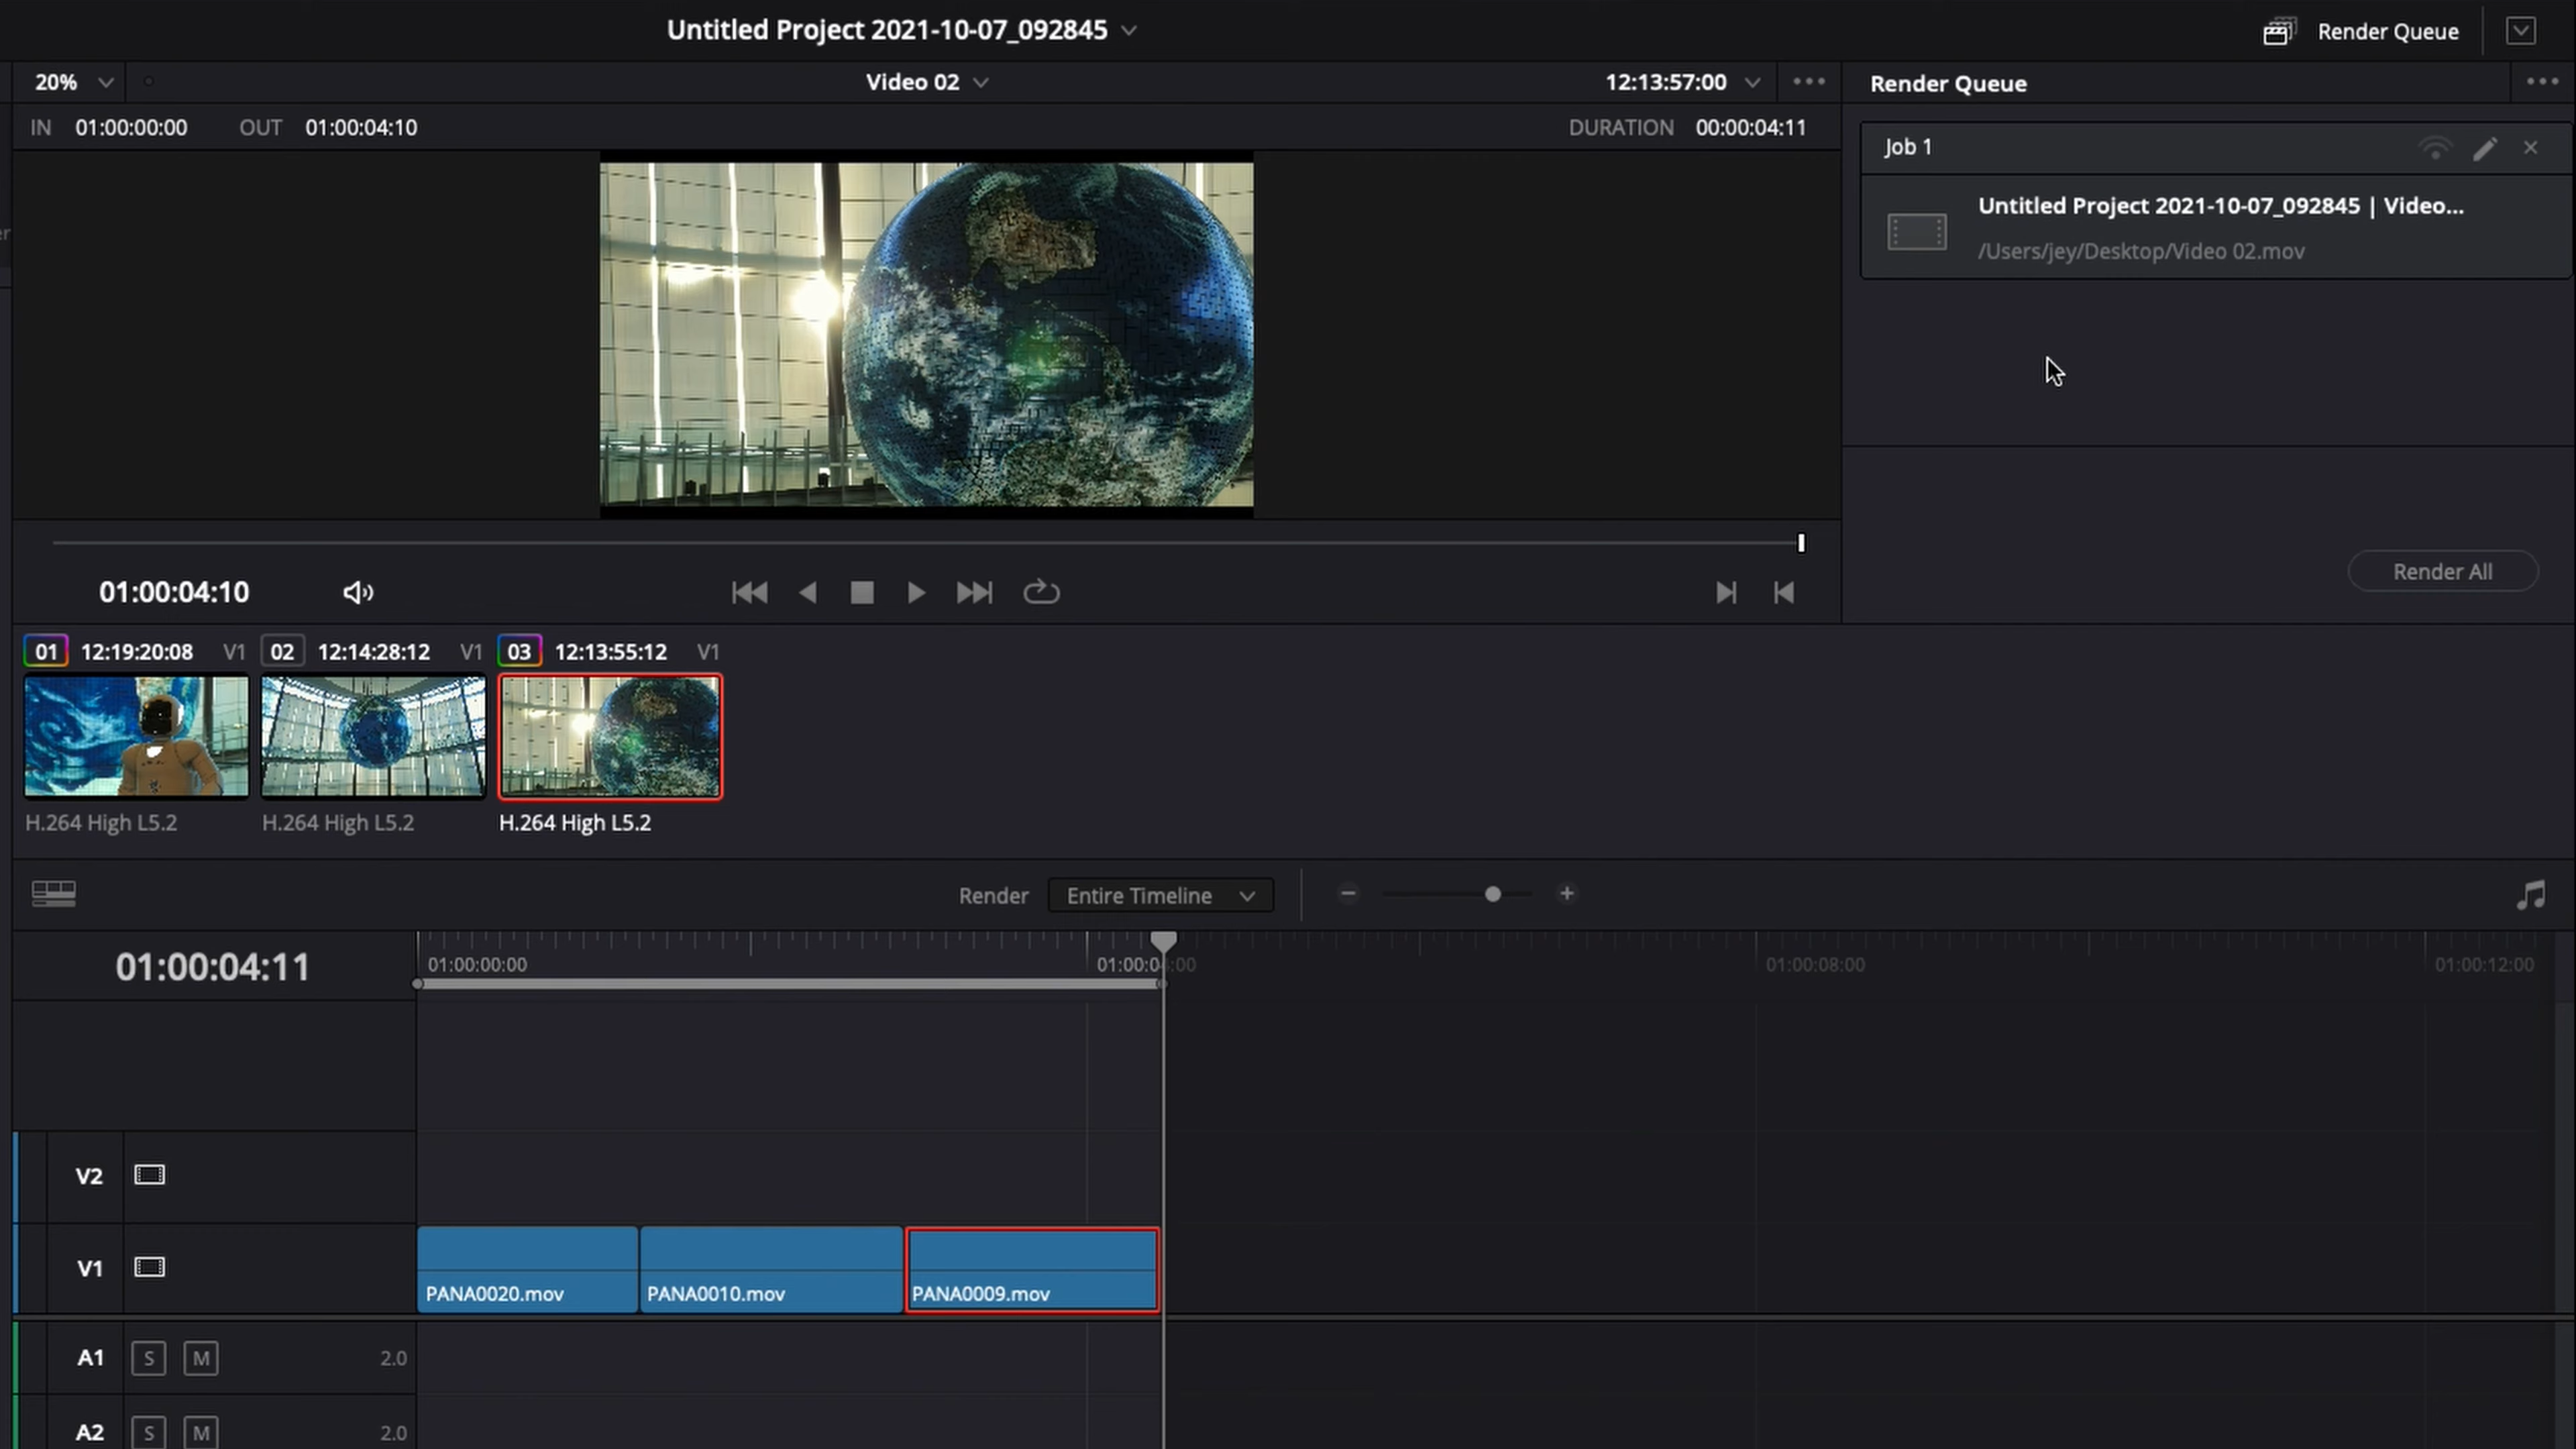 Untitled Project 2021-10-07_092845
Render Queue
20%
Video 02
12:13:57:00
Render Queue
IN 01:00:00:00 OUT 01:00:04:10
DURATION 00:00:04:11
Job 1
Untitled Project 2021-10-07_092845 | Video...
/Users/jey/Desktop/Video 02.mov
01:00:04:10
Render All
01 12:19:20:08 V1
02 12:14:28:12 V1
03 12:13:55:12 V1
H.264 High L5.2
H.264 High L5.2
H.264 High L5.2
Render Entire Timeline
01:00:04:11
01:00:00:00
01:00:04:00
01:00:08:00
01:00:12:00
V2
V1
PANA0020.mov
PANA0010.mov
PANA0009.mov
A1 S M 2.0
A2 S M 2.0